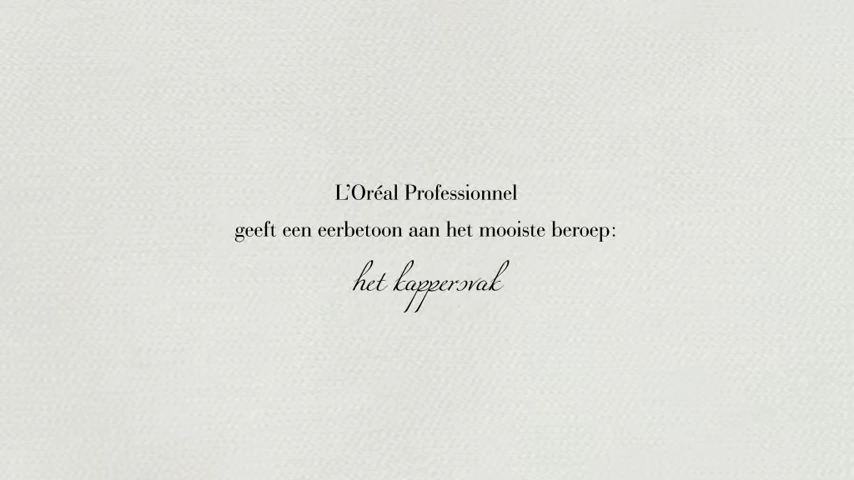 L'Oréal Professionnel
geeft een eerbetoon aan het mooiste beroep:
het kappersvak